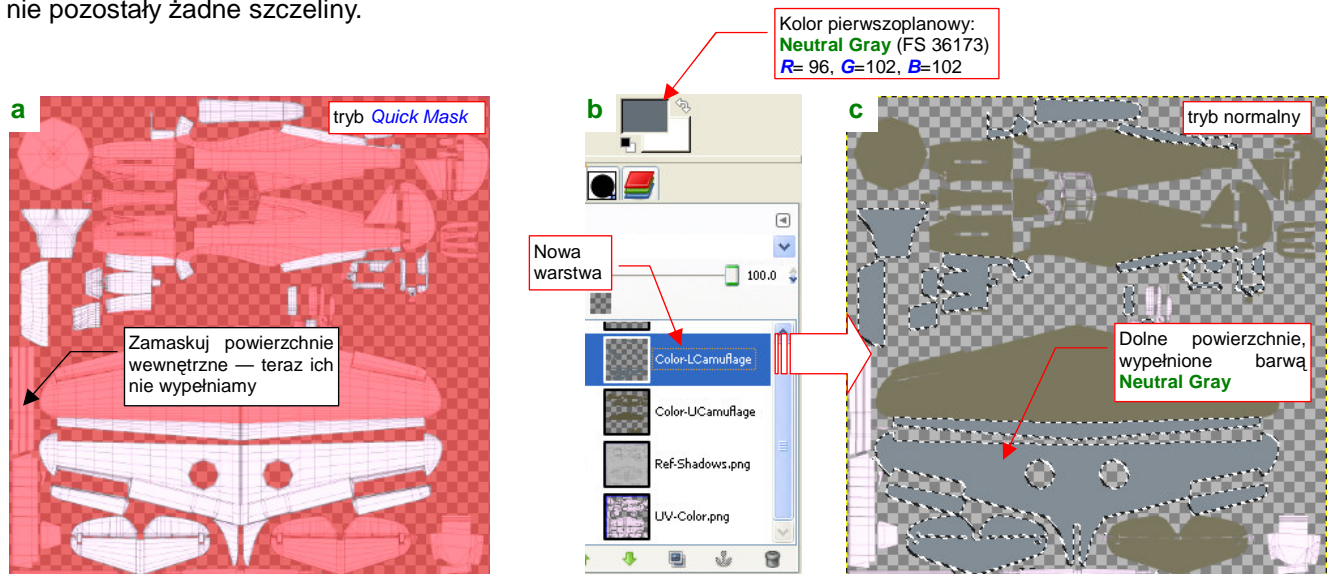 nie pozostały żadne szczeliny.
Kolor pierwszoplanowy:
Neutral Gray (FS 36173)
R= 96, G=102, B=102
a
tryb Quick Mask
b
c
tryb normalny
Nowa
warstwa
100.0
Zamaskuj powierzchnie
wewnętrzne — teraz ich
nie wypełniamy
Color-LCamuflage
Color-UCamuflage
Ref-Shadows.png
UV-Color.png
Dolne powierzchnie,
wypełnione barwą
Neutral Gray